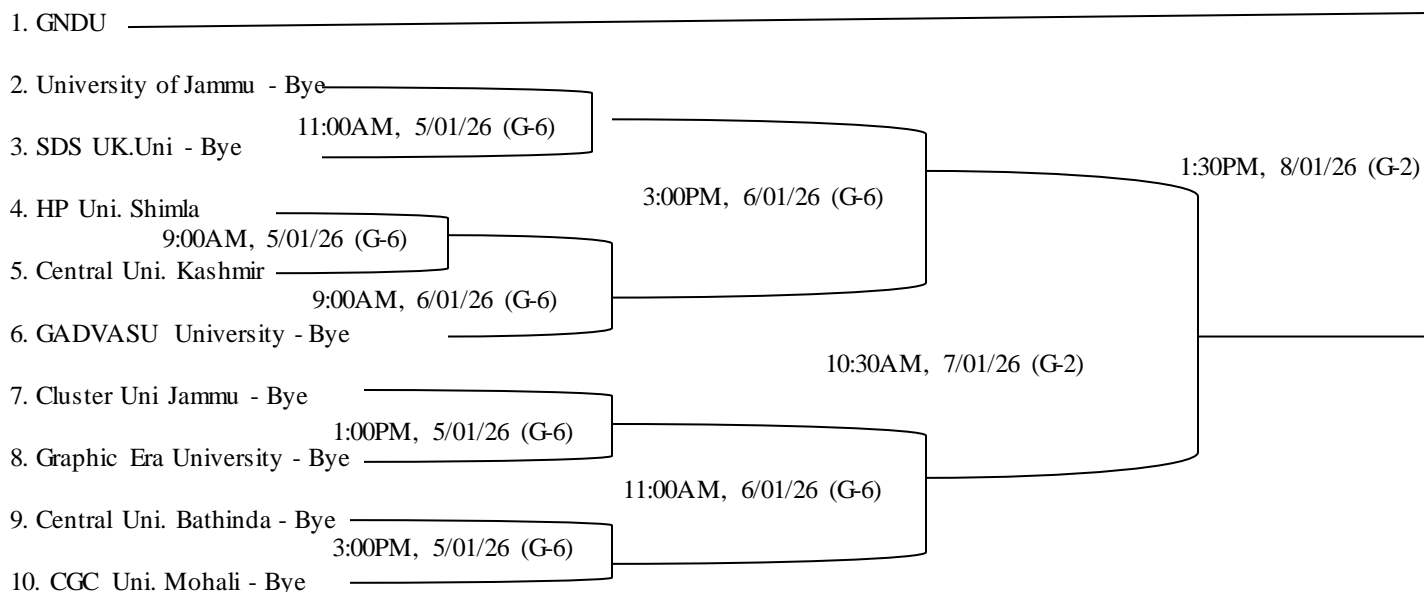 1. GNDU
2. University of Jammu - Bye
11:00AM, 5/01/26 (G-6)
3. SDS UK.Uni - Bye
1:30PM, 8/01/26 (G-2)
3:00PM, 6/01/26 (G-6)
4. HP Uni. Shimla
9:00AM, 5/01/26 (G-6)
5. Central Uni. Kashmir
9:00AM, 6/01/26 (G-6)
6. GADVASU University - Bye
10:30AM, 7/01/26 (G-2)
7. Cluster Uni Jammu - Bye
1:00PM, 5/01/26 (G-6)
8. Graphic Era University - Bye
11:00AM, 6/01/26 (G-6)
9. Central Uni. Bathinda - Bye
3:00PM, 5/01/26 (G-6)
10. CGC Uni. Mohali - Bye